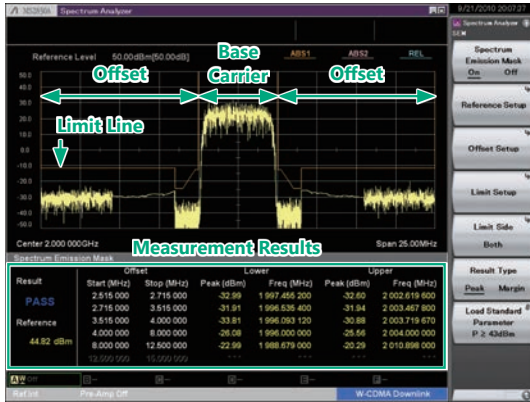 MS2830A Spectrum Analyzer
9/21/2010 20:07:37
Spectrum Analyzer
SEM
Reference Level 50.00dBm[50.00dB]
ABS1 ABS2 REL
Base
Carrier
Offset
Offset
Limit Line
50.0
40.0
30.0
20.0
10.0
0.0
-10.0
-20.0
-30.0
-40.0
-50.0
Center 2.000 000GHz
Span 25.00MHz
Measurement Results
Spectrum Emission Mask
Offset Lower Upper
Result Start (MHz) Stop (MHz) Peak (dBm) Freq (MHz) Peak (dBm) Freq (MHz)
2.515 000 2.715 000 -32.99 1 997.455 200 -32.60 2 002.619 600
PASS 2.715 000 3.515 000 -31.91 1 996.535 400 -31.94 2 003.467 800
Reference 3.515 000 4.000 000 -33.81 1 996.093 120 -30.88 2 003.719 670
4.000 000 8.000 000 -26.08 1 996.000 000 -25.56 2 004.000 000
44.82 dBm 8.000 000 12.500 000 -22.99 1 988.679 000 -20.29 2 010.898 000
12.500 000 15.000 000 --- --- --- ---
Ref.Int Pre-Amp Off W-CDMA Downlink
Spectrum
Emission Mask
On Off
Reference Setup
Offset Setup
Limit Setup
Limit Side
Both
Result Type
Peak Margin
Load Standard
Parameter
P ≥ 43dBm